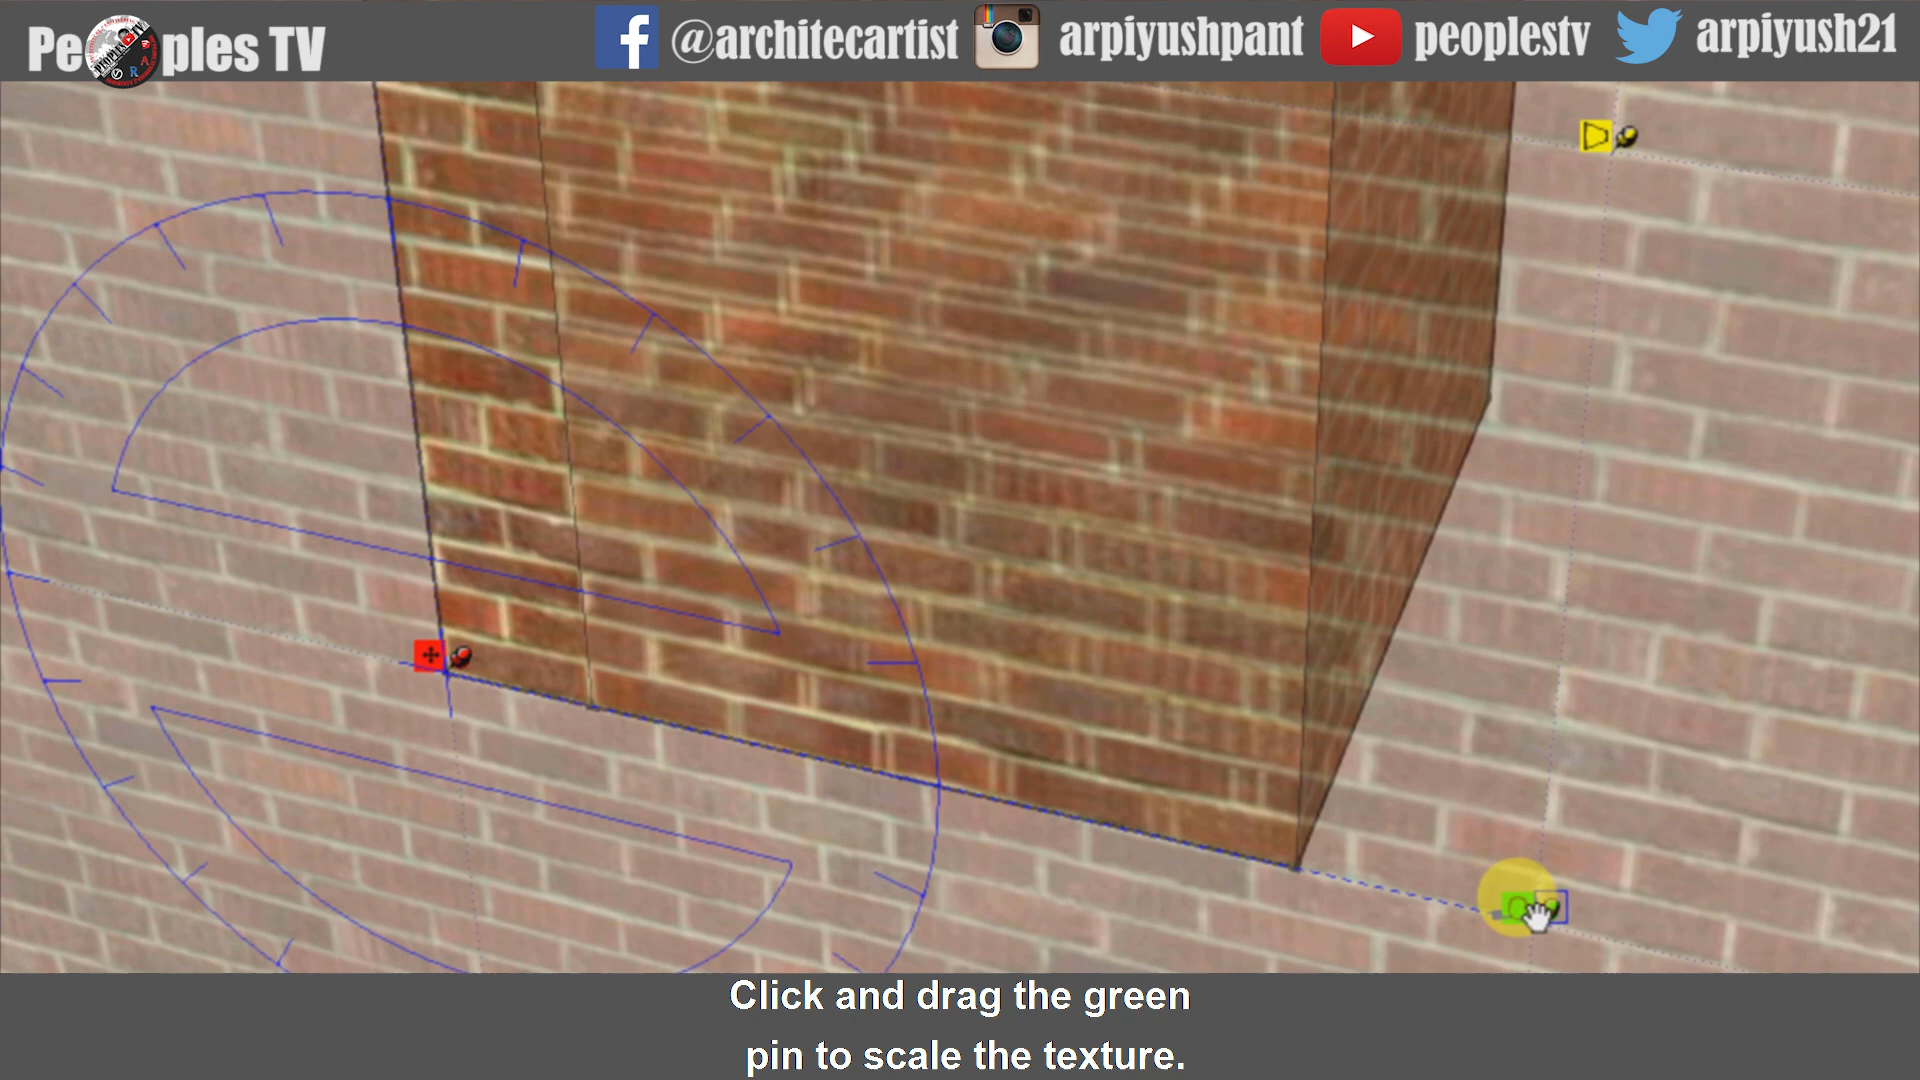 Peoples TV
@architecartist arpiyushpant peoplestv arpiyush21
Click and drag the green
pin to scale the texture.